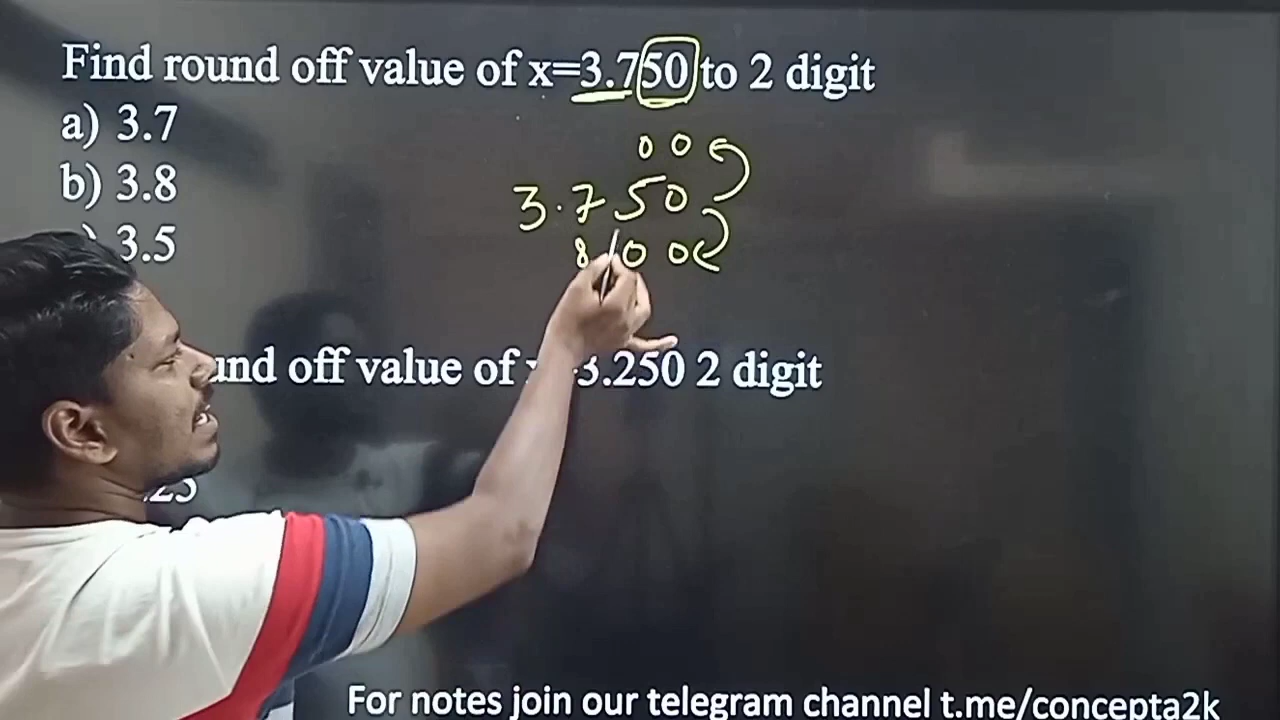 Find round off value of x=3.750 to 2 digit
a) 3.7
b) 3.8
3.5
0 0
3.750
8 0 0
und off value of 3.250 2 digit
.25
For notes join our telegram channel t.me/concepta2k